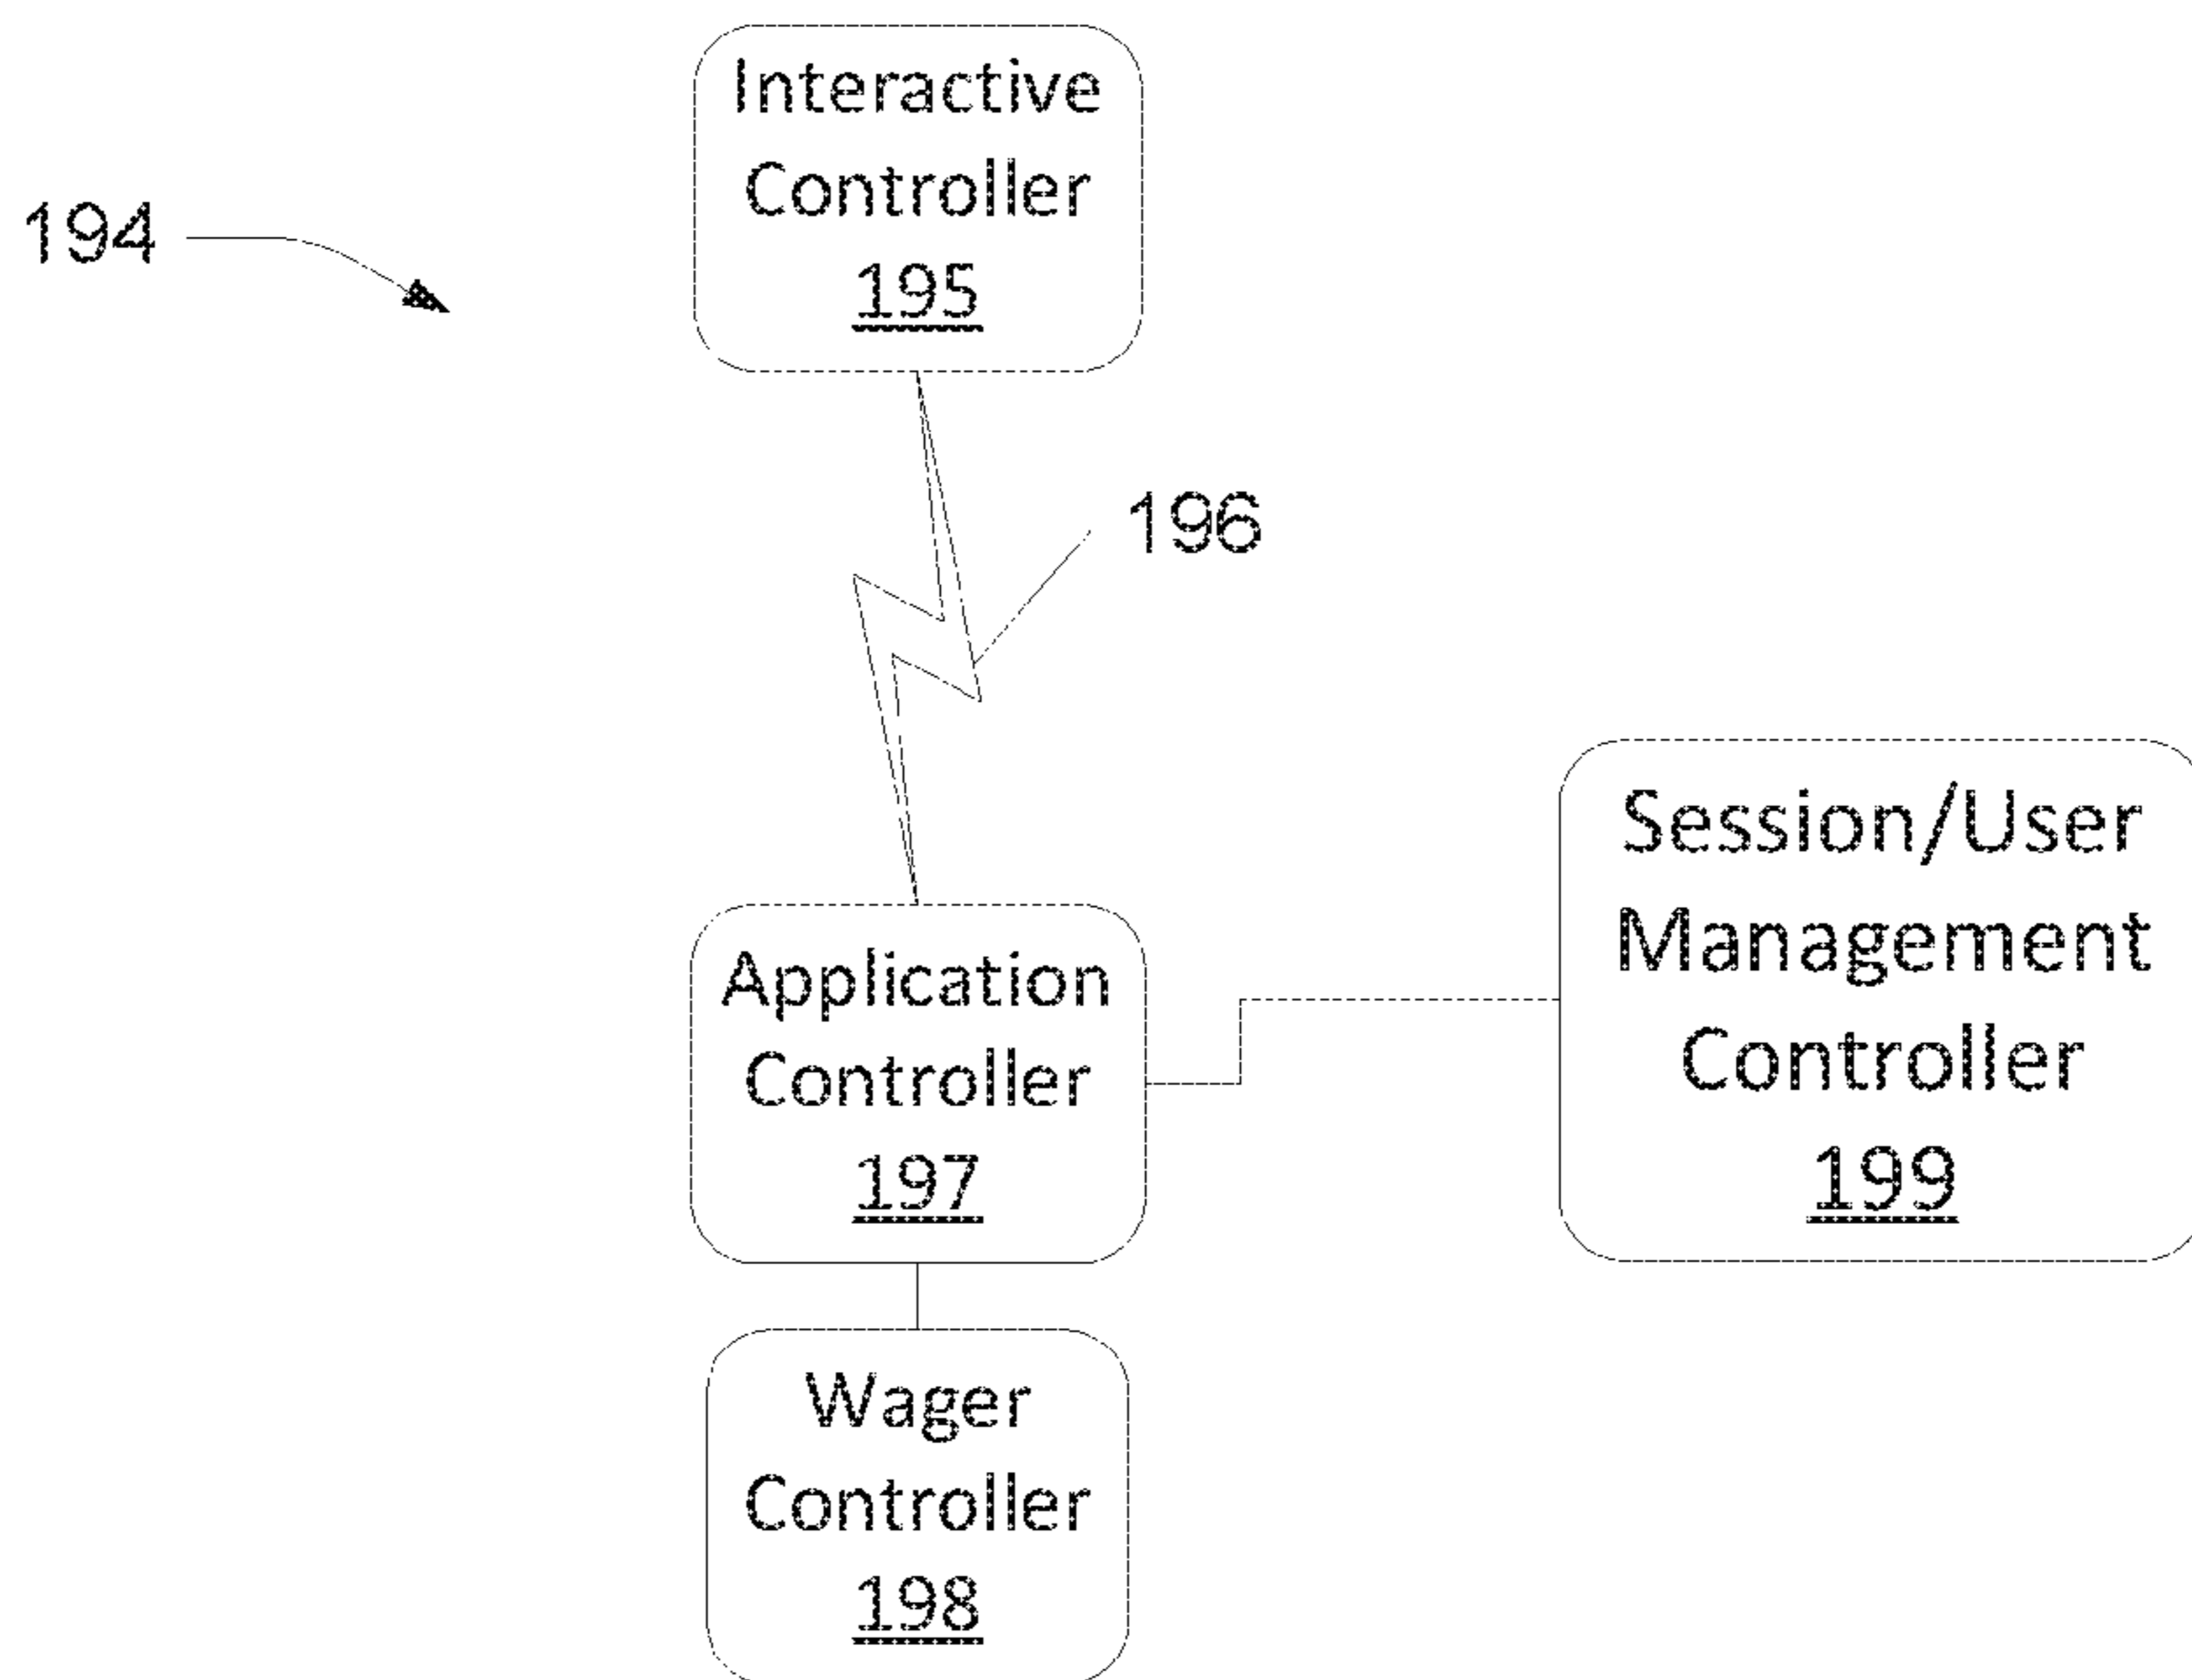 Interactive
Controller
195
194
196
Application
Controller
197
Session/User
Management
Controller
199
Wager
Controller
198